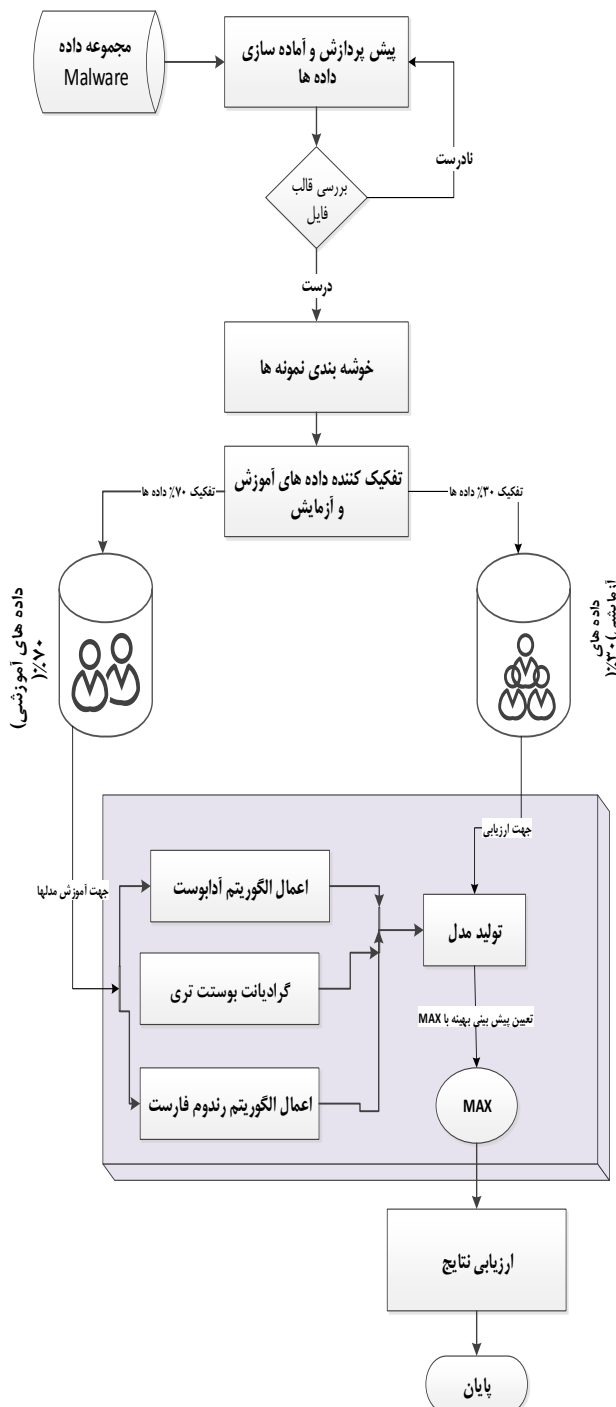 مجموعه داده
Malware
پیش پردازش و آماده سازی
داده ها
نادرست
بررسی قالب
فایل
درست
خوشه بندی نمونه ها
تفکیک کننده داده های آموزش
و آزمایش
تفکیک ۷۰٪ داده ها
تفکیک ۳۰٪ داده ها
داده های آموزشی
(۷۰٪)
داده های
آزمایشی(۳۰٪)
جهت آموزش مدلها
جهت ارزیابی
اعمال الگوریتم آدابوست
گرادیانت بوستت تری
اعمال الگوریتم رندوم فارست
تولید مدل
تعیین پیش بینی بهینه با MAX
MAX
ارزیابی نتایج
پایان